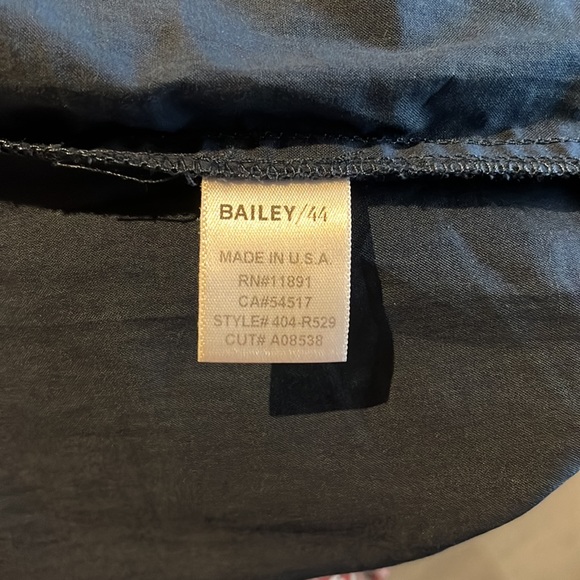 BAILEY/44
MADE IN U.S.A.
RN#11891
CA#54517
STYLE# 404-R529
CUT# A08538